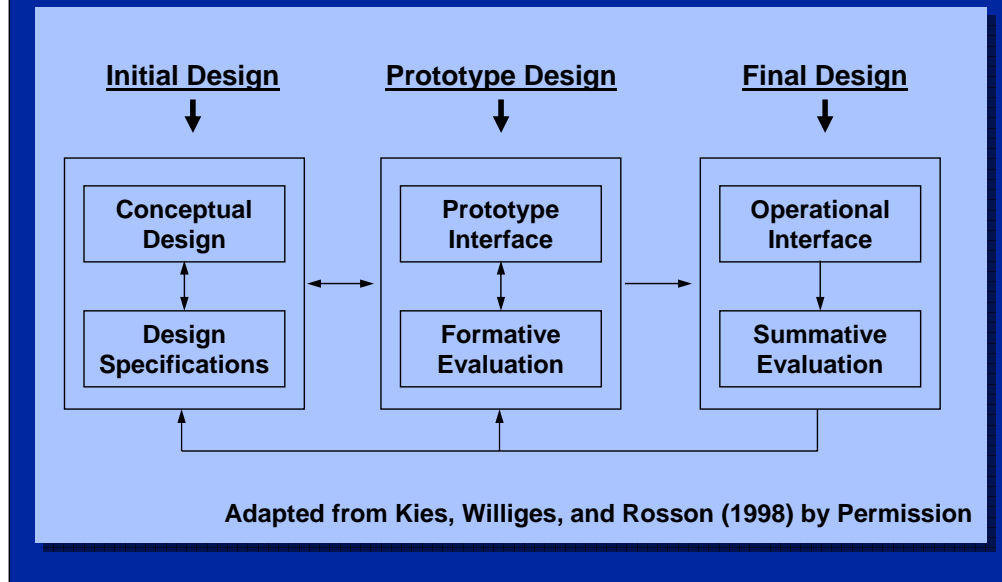 Initial Design
Prototype Design
Final Design
Conceptual
Design
Design
Specifications
Prototype
Interface
Formative
Evaluation
Operational
Interface
Summative
Evaluation
Adapted from Kies, Williges, and Rosson (1998) by Permission